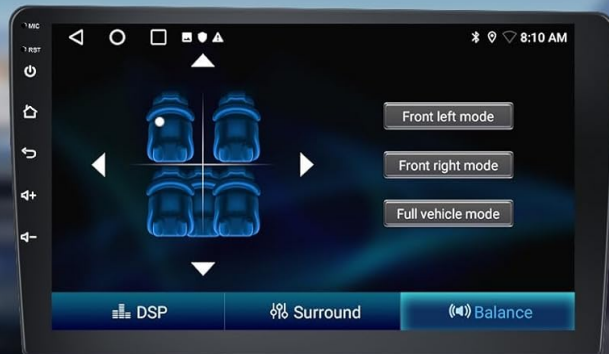 MIC
RST
8:10 AM
Front left mode
Front right mode
Full vehicle mode
DSP
Surround
Balance